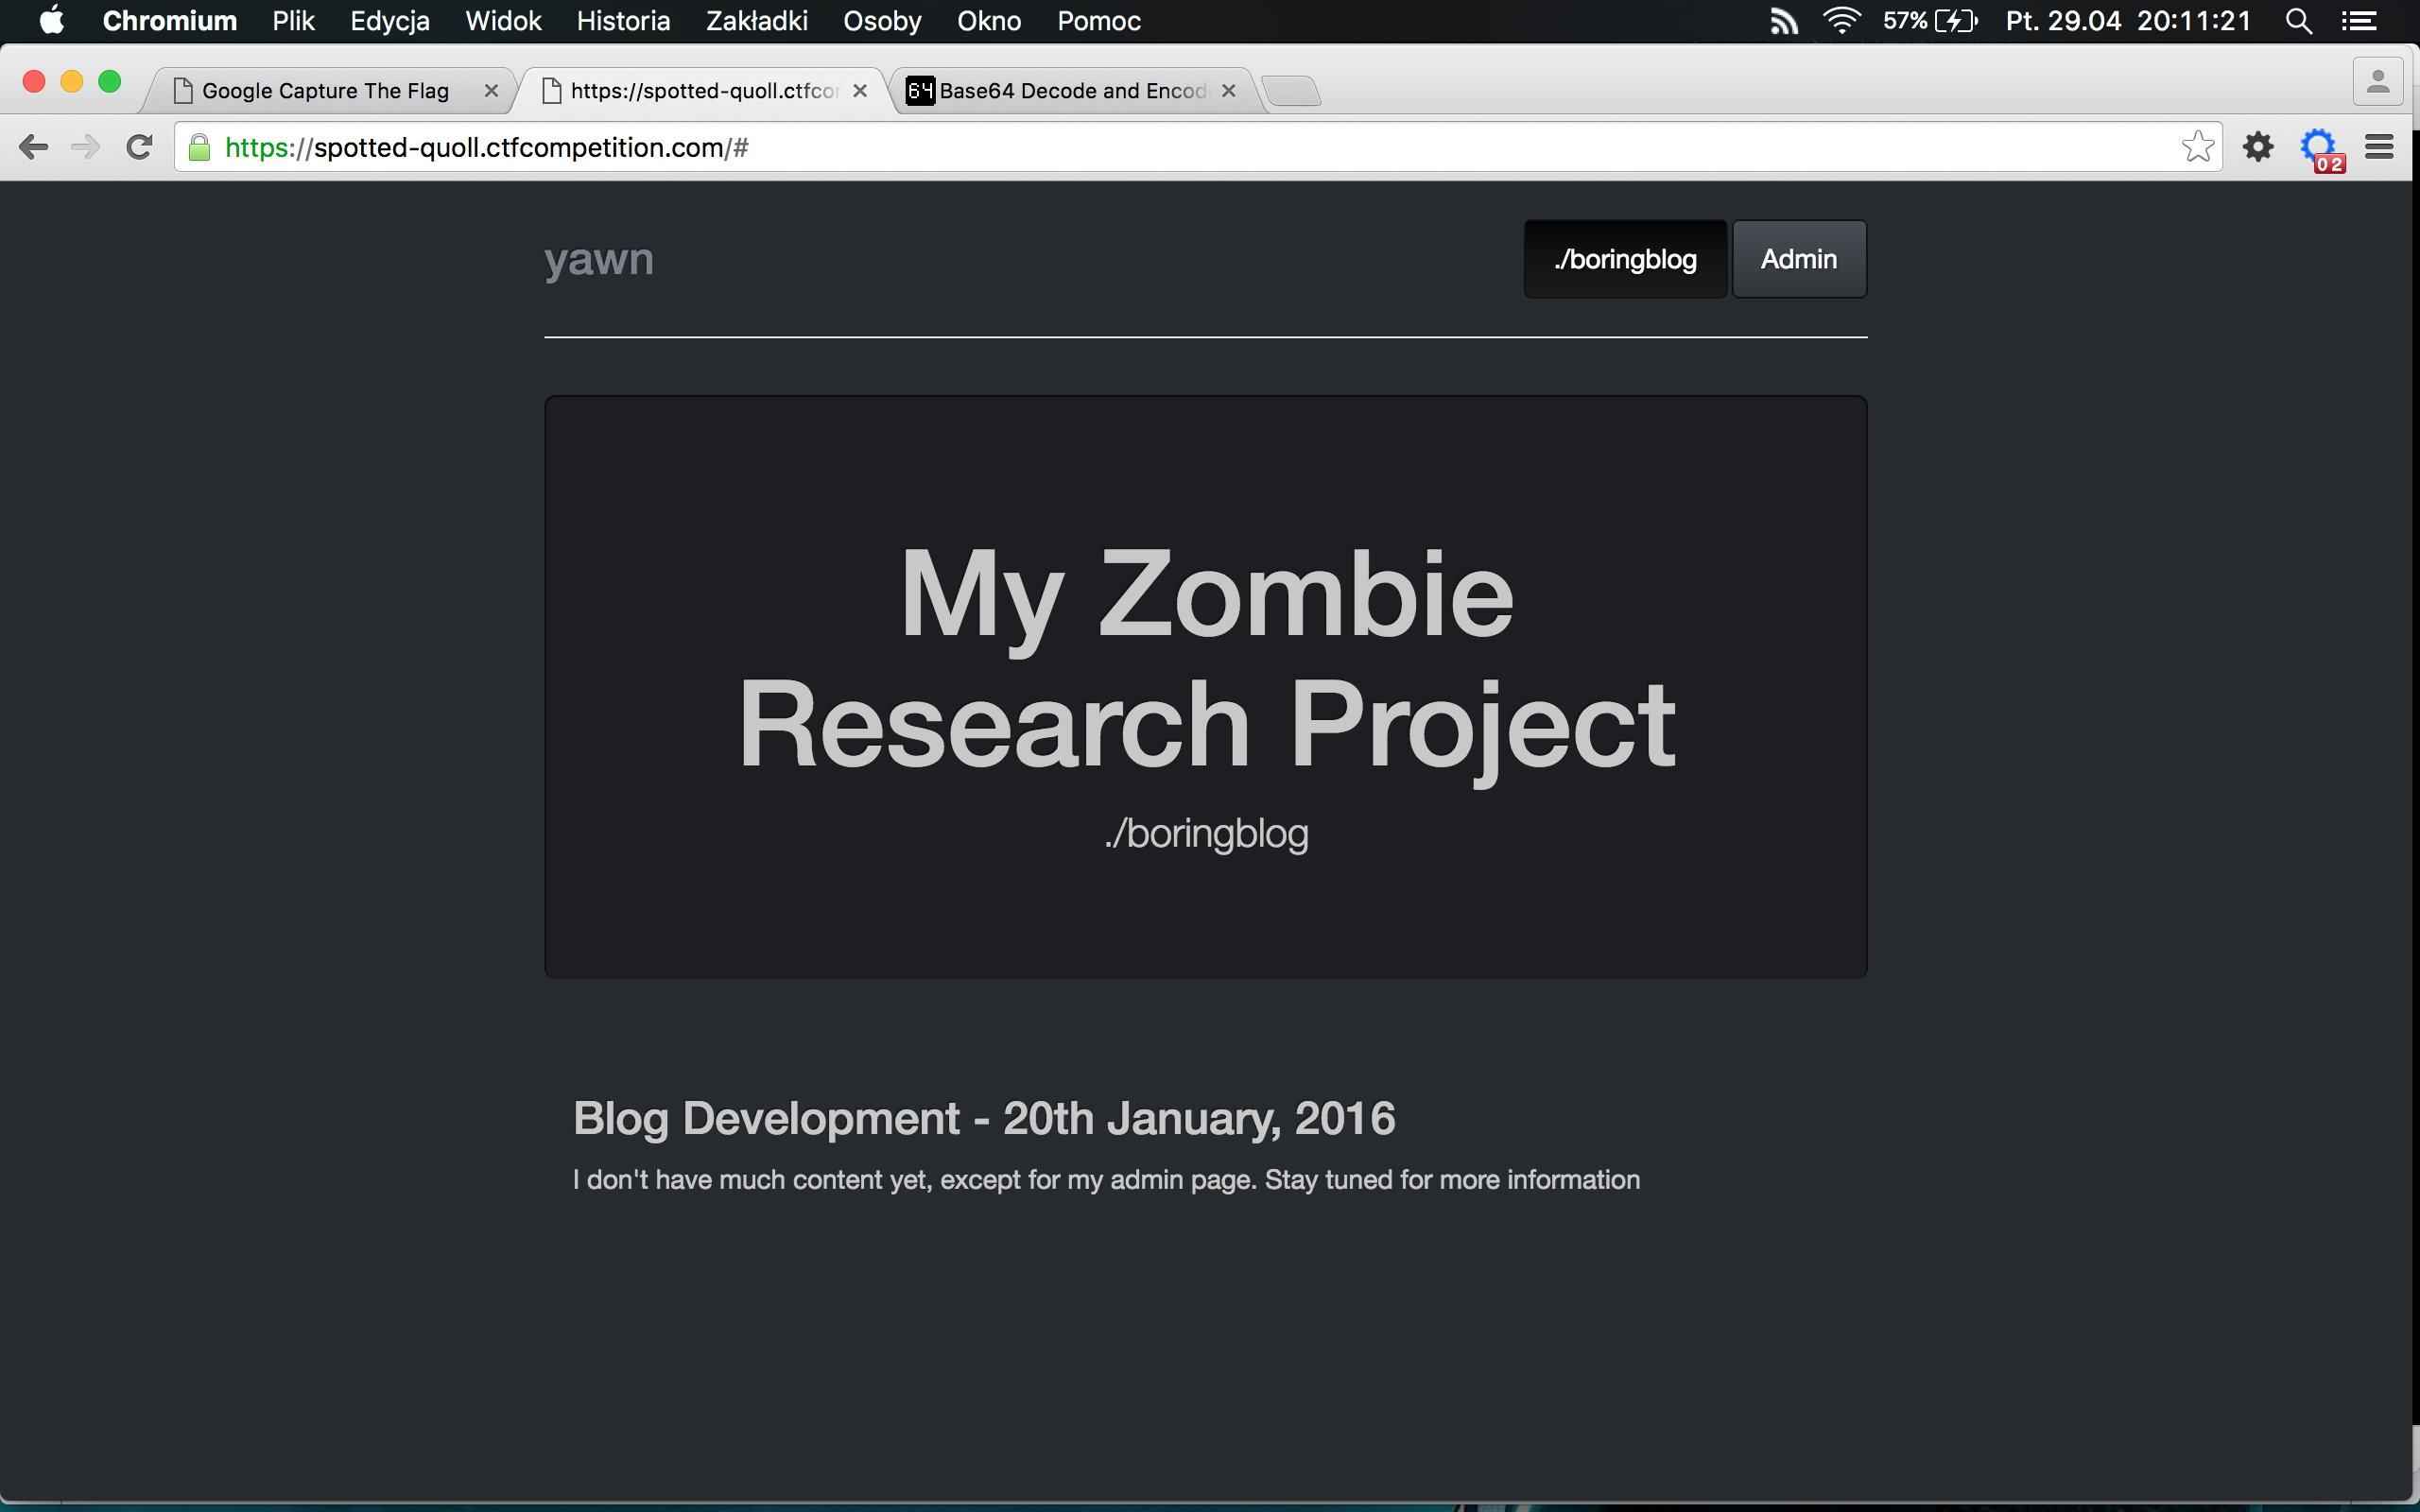 Chromium Plik Edycja Widok Historia Zakładki Osoby Okno Pomoc 57% Pt. 29.04 20:11:21
Google Capture The Flag https://spotted-quoll.ctfcor 64 Base64 Decode and Encod
https://spotted-quoll.ctfcompetition.com/# 02
yawn ./boringblog Admin
My Zombie
Research Project
./boringblog
Blog Development - 20th January, 2016
I don't have much content yet, except for my admin page. Stay tuned for more information